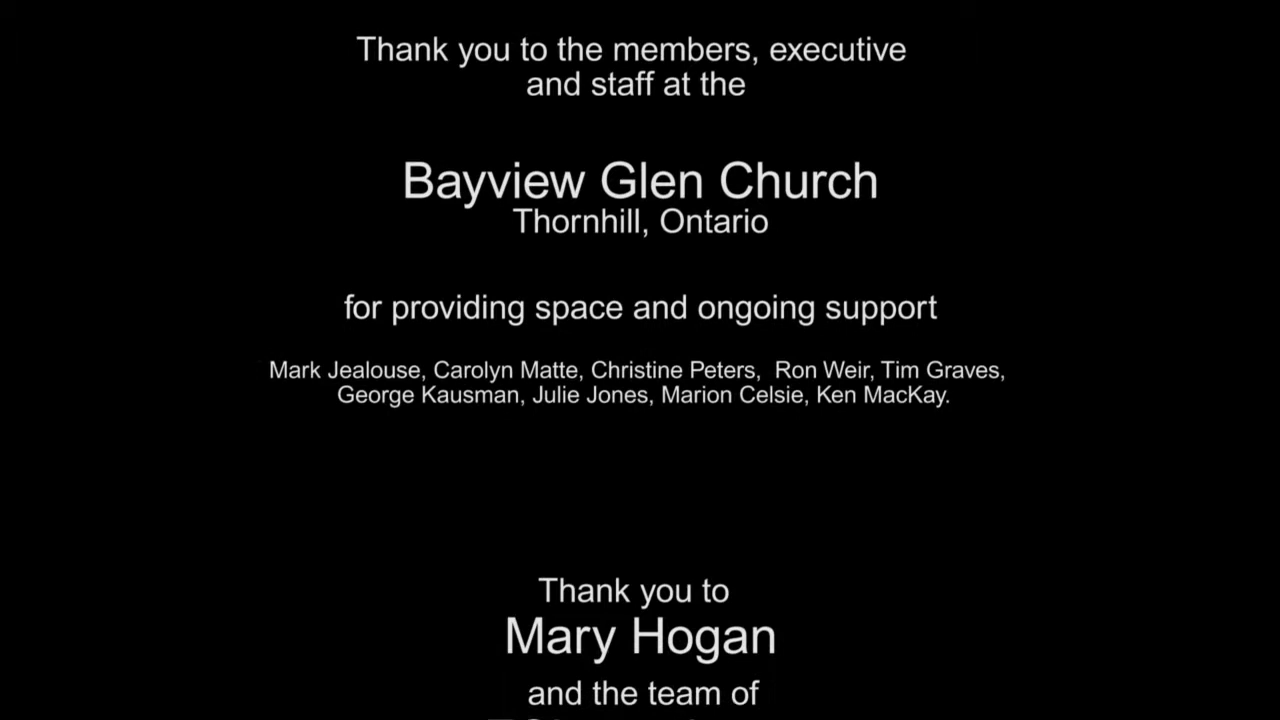 Thank you to the members, executive
and staff at the
Bayview Glen Church
Thornhill, Ontario
for providing space and ongoing support
Mark Jealouse, Carolyn Matte, Christine Peters,  Ron Weir, Tim Graves,
George Kausman, Julie Jones, Marion Celsie, Ken MacKay.
Thank you to
Mary Hogan
and the team of